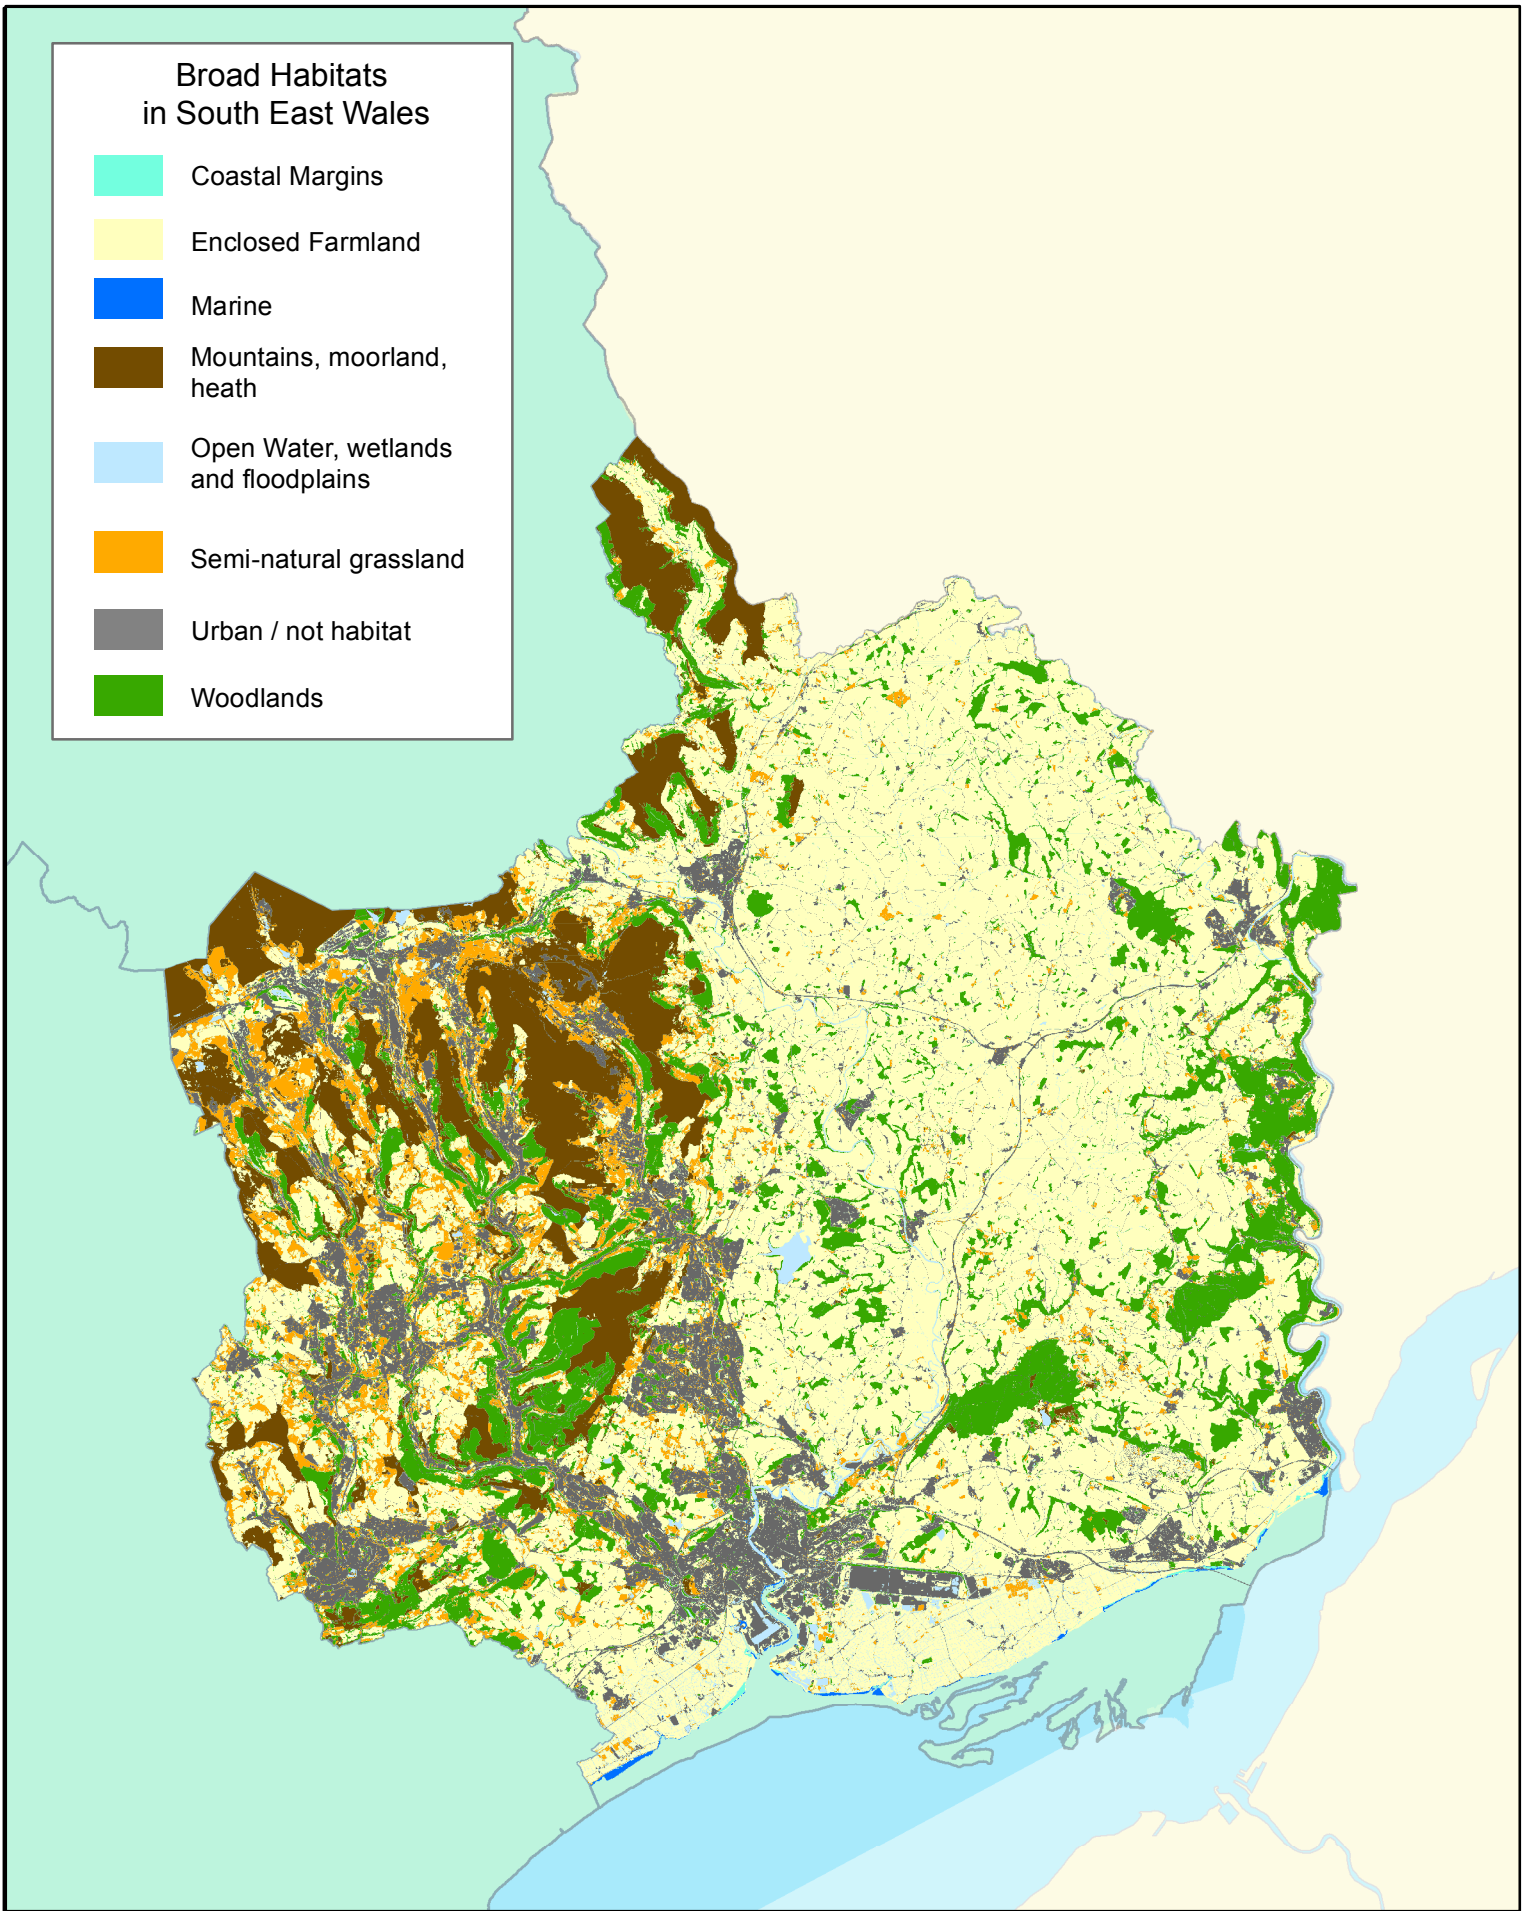 Broad Habitats
in South East Wales
Coastal Margins
Enclosed Farmland
Marine
Mountains, moorland,
heath
Open Water, wetlands
and floodplains
Semi-natural grassland
Urban / not habitat
Woodlands